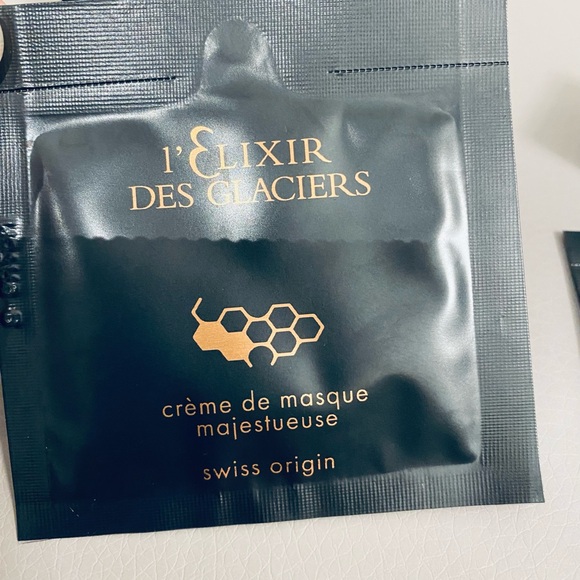 l'ELIXIR
DES GLACIERS
crème de masque
majestueuse
swiss origin